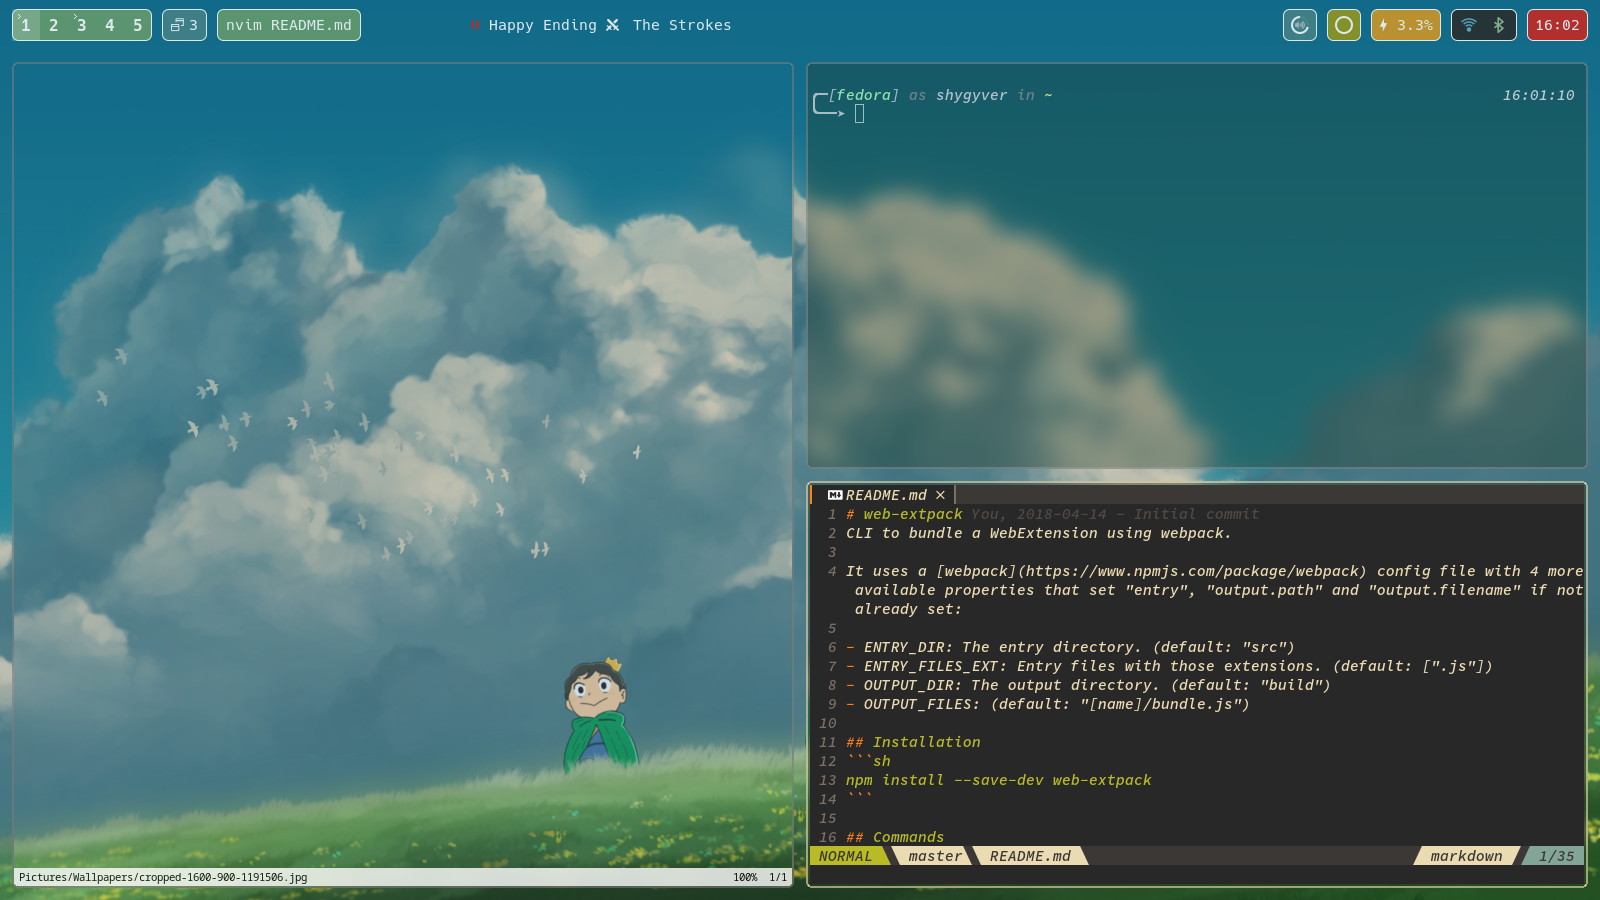 1 2 3 4 5
3
nvim README.md
Happy Ending The Strokes
3.3%
16:02
Pictures/Wallpapers/cropped-1600-900-1191506.jpg
100% 1/1
[fedora] as shygyver in ~
16:01:10
README.md ×
1 # web-extpack You, 2018-04-14 - Initial commit
2 CLI to bundle a WebExtension using webpack.
3
4 It uses a [webpack](https://www.npmjs.com/package/webpack) config file with 4 more
available properties that set "entry", "output.path" and "output.filename" if not
already set:
5
6 - ENTRY_DIR: The entry directory. (default: "src")
7 - ENTRY_FILES_EXT: Entry files with those extensions. (default: [".js"])
8 - OUTPUT_DIR: The output directory. (default: "build")
9 - OUTPUT_FILES: (default: "[name]/bundle.js")
10
11 ## Installation
12 ```sh
13 npm install --save-dev web-extpack
14 ```
15
16 ## Commands
NORMAL master README.md
markdown 1/35